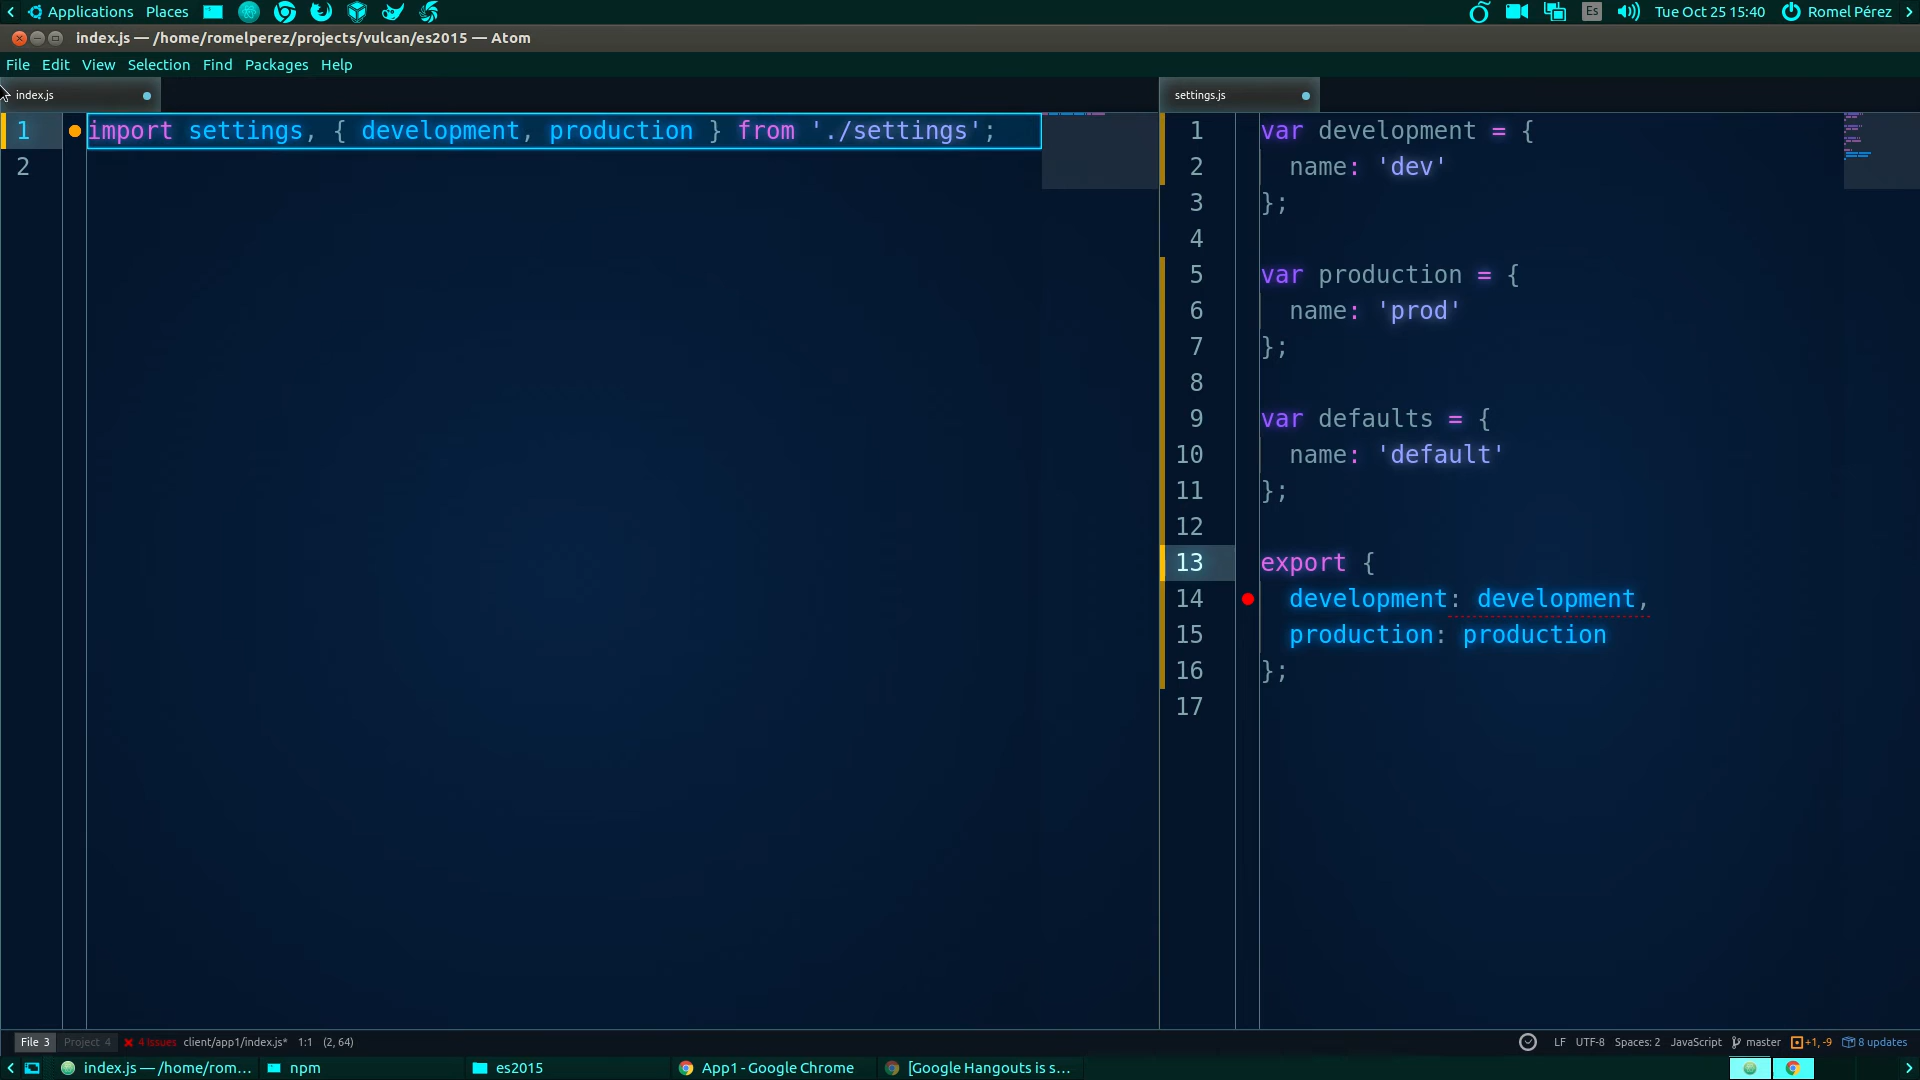 Applications Places Es Tue Oct 25 15:40 Romel Pérez
index.js — /home/romelperez/projects/vulcan/es2015 — Atom
File Edit View Selection Find Packages Help
index.js
1 import settings, { development, production } from './settings';
2
settings.js
1 var development = {
2 name: 'dev'
3 };
4
5 var production = {
6 name: 'prod'
7 };
8
9 var defaults = {
10 name: 'default'
11 };
12
13 export {
14 development: development,
15 production: production
16 };
17
File 3 Project 4 4 Issues client/app1/index.js* 1:1 (2, 64) LF UTF-8 Spaces: 2 JavaScript master +1, -9 8 updates
index.js — /home/rom... npm es2015 App1 - Google Chrome [Google Hangouts is s...